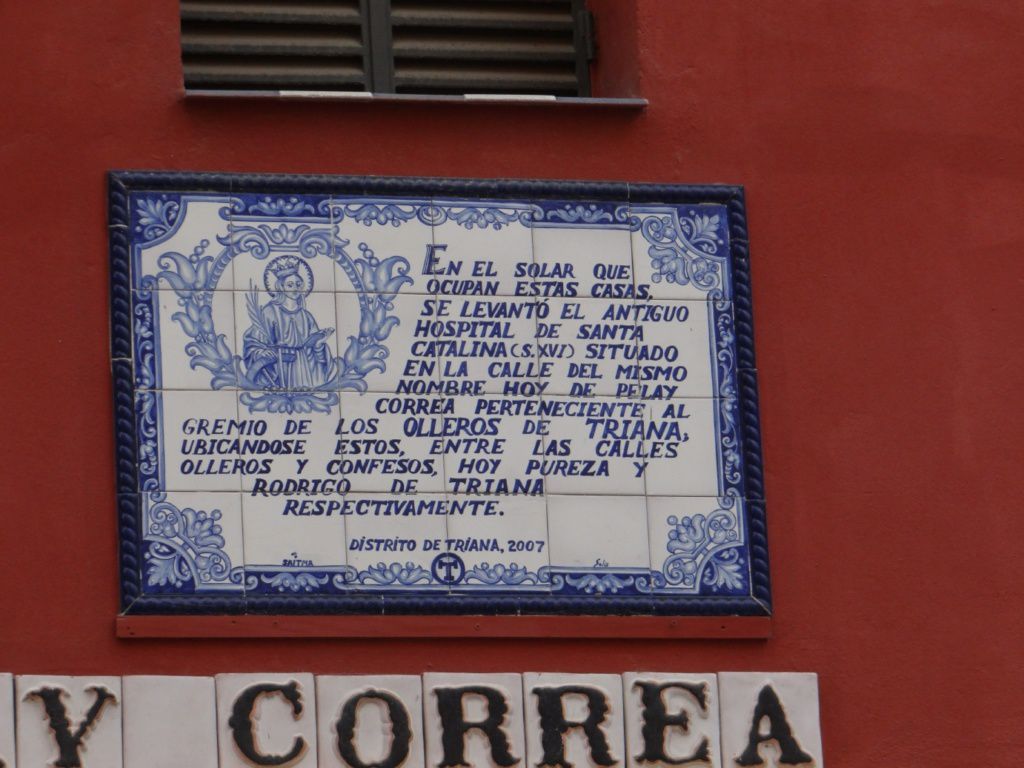 EN EL SOLAR QUE
OCUPAN ESTAS CASAS,
SE LEVANTÓ EL ANTIGUO
HOSPITAL DE SANTA
CATALINA (S. XVI) SITUADO
EN LA CALLE DEL MISMO
NOMBRE HOY DE PELAY
CORREA PERTENECIENTE AL
GREMIO DE LOS OLLEROS DE TRIANA,
UBICANDOSE ESTOS, ENTRE LAS CALLES
OLLEROS Y CONFESOS, HOY PUREZA Y
RODRIGO DE TRIANA
RESPECTIVAMENTE.
DISTRITO DE TRIANA, 2007
T
Y CORREA